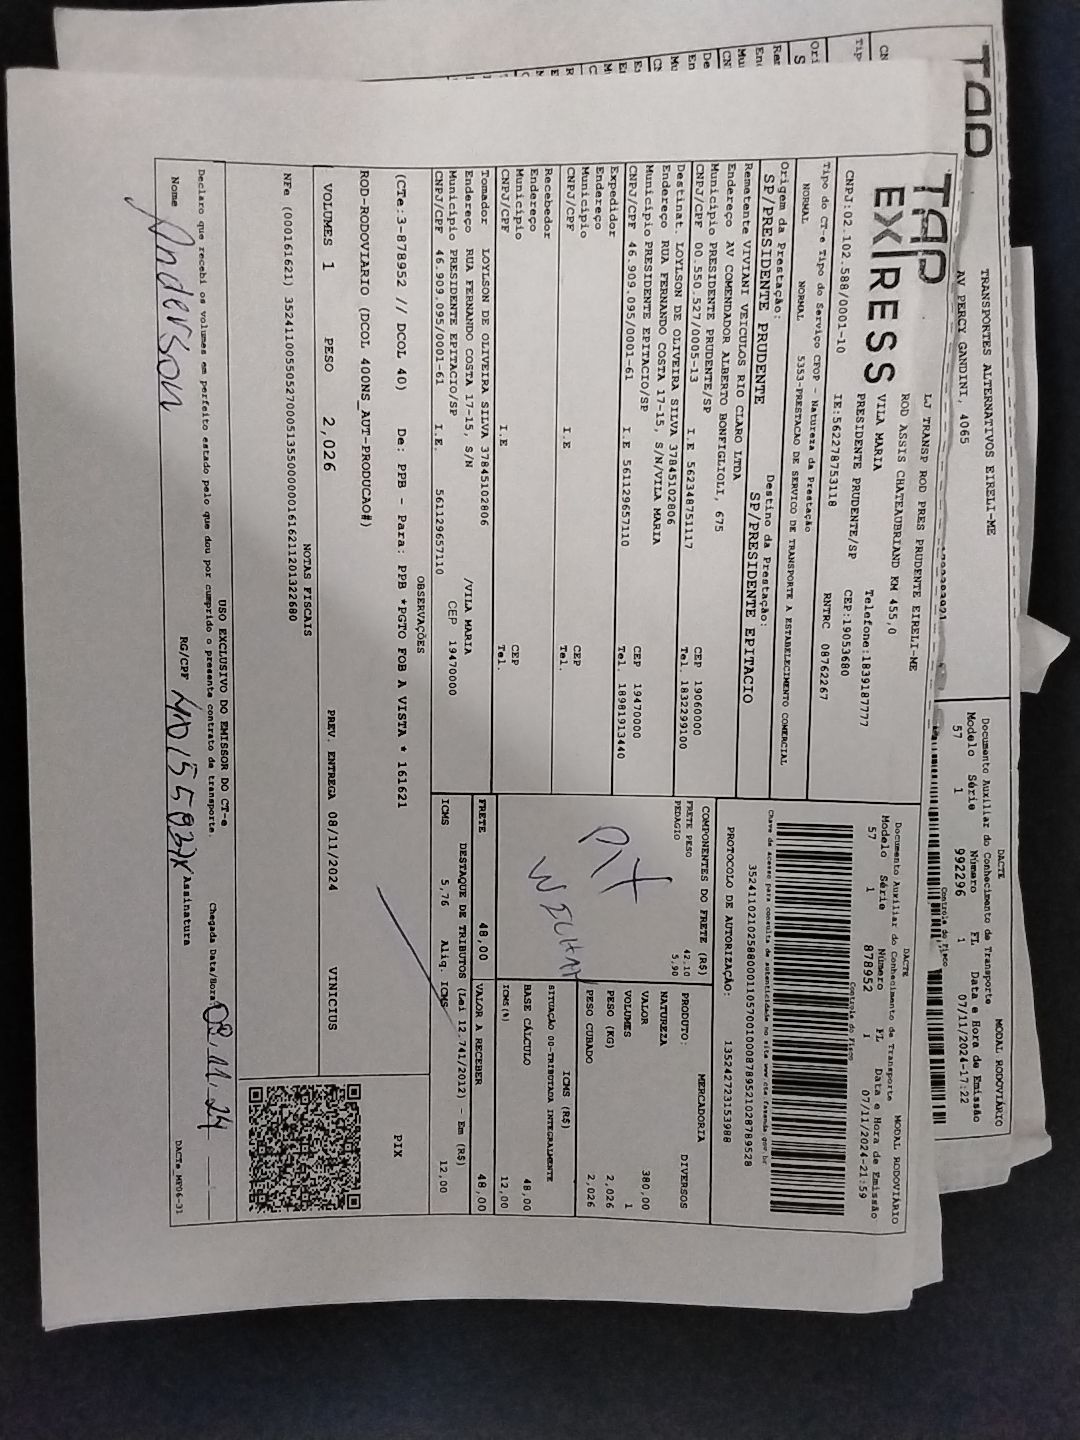 TRANSPORTES ALTERNATIVOS EIRELI-ME
AV PERCY GANDINI, 4065
DACTE
MODAL RODOVIÁRIO
Documento Auxiliar do Conhecimento de Transporte
Modelo Série Número FL Data e Hora de Emissão
57 1 992296 1 07/11/2024-17:22
Controle do Fisco
TAP
EXPRESS
LJ TRANSP ROD PRES PRUDENTE EIRELI-ME
ROD ASSIS CHATEAUBRIAND KM 455,0
VILA MARIA Telefone:1839187777
PRESIDENTE PRUDENTE/SP CEP:19053680
CNPJ:02.102.588/0001-10 IE:562278753118
RNTRC 08762267
Tipo do CT-e Tipo do Serviço CFOP - Natureza da Prestação
NORMAL NORMAL 5353-PRESTACAO DE SERVICO DE TRANSPORTE A ESTABELECIMENTO COMERCIAL
DACTE MODAL RODOVIÁRIO
Documento Auxiliar do Conhecimento de Transporte
Modelo Série Número FL Data e Hora de Emissão
57 1 878952 1 07/11/2024-21:59
Controle do Fisco
Chave de acesso para consulta de autenticidade no site www.cte.fazenda.gov.br
35241102102588000110570010008789521028789528
PROTOCOLO DE AUTORIZAÇÃO: 135242723153988
Origem da Prestação: Destino da Prestação:
SP/PRESIDENTE PRUDENTE SP/PRESIDENTE EPITACIO
Remetente VIVIANI VEICULOS RIO CLARO LTDA
Endereço AV COMENDADOR ALBERTO BONFIGLIOLI, 675
Município PRESIDENTE PRUDENTE/SP CEP 19060000
CNPJ/CPF 00.550.527/0005-13 I.E 562348751117 Tel. 1832299100
Destinat. LOYLSON DE OLIVEIRA SILVA 37845102806
Endereço RUA FERNANDO COSTA 17-15, S/N/VILA MARIA
Município PRESIDENTE EPITACIO/SP CEP 19470000
CNPJ/CPF 46.909.095/0001-61 I.E 561129657110 Tel. 18981913440
Expedidor
Endereço
Município CEP
CNPJ/CPF I.E Tel.
Recebedor
Endereço
Município CEP
CNPJ/CPF I.E Tel.
Tomador LOYLSON DE OLIVEIRA SILVA 37845102806
Endereço RUA FERNANDO COSTA 17-15, S/N /VILA MARIA
Município PRESIDENTE EPITACIO/SP CEP 19470000
CNPJ/CPF 46.909.095/0001-61 I.E. 561129657110
COMPONENTES DO FRETE (R$)
FRETE PESO 42,10
PEDAGIO 5,90
PIX
MERCADORIA
PRODUTO: DIVERSOS
NATUREZA
VALOR 380,00
VOLUMES 1
PESO (KG) 2,026
PESO CUBADO 2,026
ICMS (R$)
SITUAÇÃO 00-TRIBUTADA INTEGRALMENTE
BASE CÁLCULO 48,00
ICMS(%) 12,00
FRETE 48,00 VALOR A RECEBER 48,00
DESTAQUE DE TRIBUTOS (Lei 12.741/2012) - Em (R$)
ICMS 5,76 Aliq. ICMS 12,00
OBSERVAÇÕES
(CTe:3-878952 // DCOL 40) De: PPB - Para: PPB *PGTO FOB A VISTA * 161621
ROD-RODOVIARIO (DCOL 400NS_AUT-PRODUCAO#)
PIX
VOLUMES 1 PESO 2,026 PREV. ENTREGA 08/11/2024 VINICIUS
NOTAS FISCAIS
NFe (000161621) 35241100550527000513550000001616211201322680
USO EXCLUSIVO DO EMISSOR DO CT-e
Declaro que recebi os volumes em perfeito estado pelo que dou por cumprido o presente contrato de transporte. Chegada Data/Hora: 08.11.24
Nome Anderson RG/CPF Assinatura